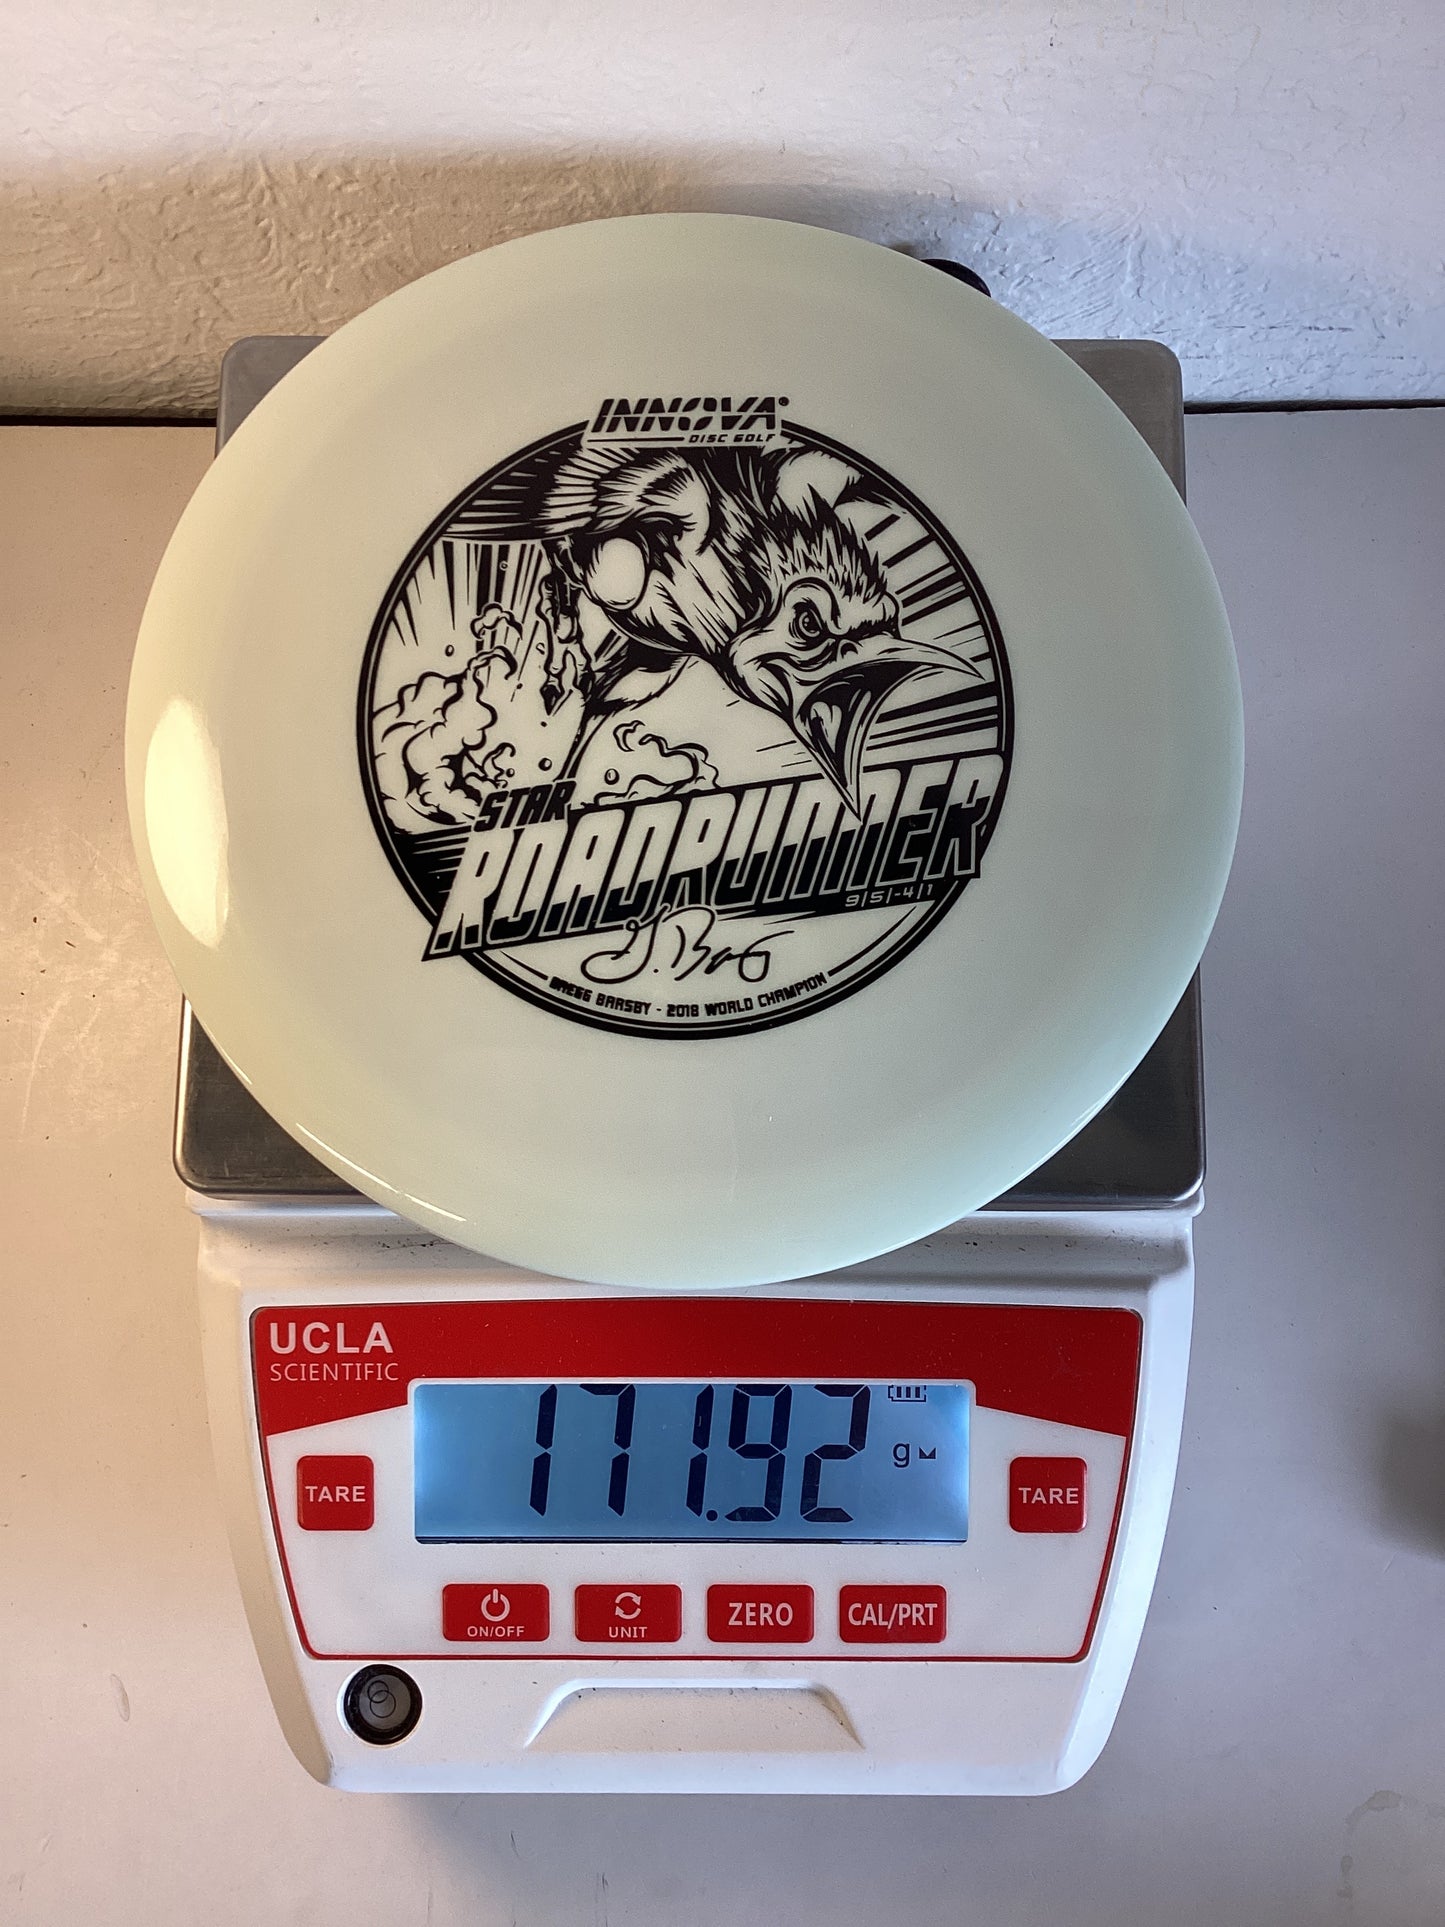 INNOVA®
DISC GOLF
STAR
ROADRUNNER
9/5/-4/1
G. Barsby
GREGG BARSBY - 2018 WORLD CHAMPION
UCLA
SCIENTIFIC
171.92 g
TARE
TARE
ON/OFF
UNIT
ZERO
CAL/PRT